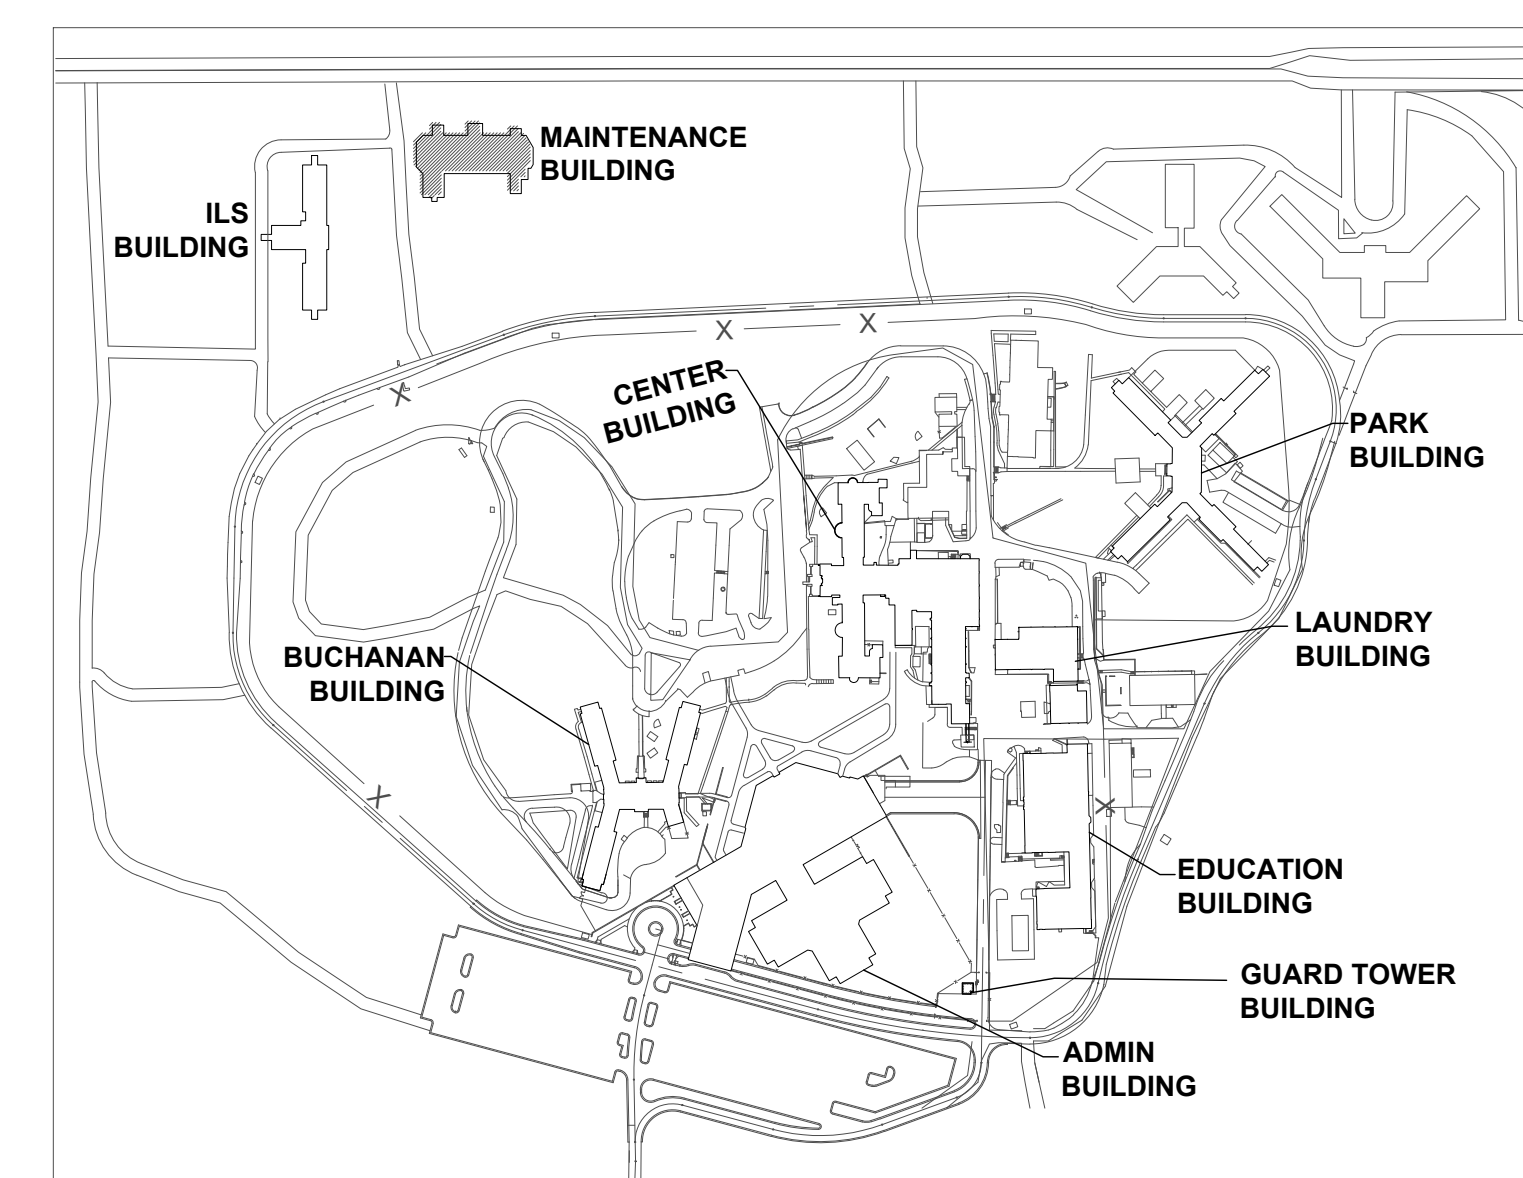 MAINTENANCE
BUILDING
ILS
BUILDING
X
X
X
CENTER
BUILDING
PARK
BUILDING
LAUNDRY
BUILDING
BUCHANAN
BUILDING
X
X
EDUCATION
BUILDING
GUARD TOWER
BUILDING
ADMIN
BUILDING